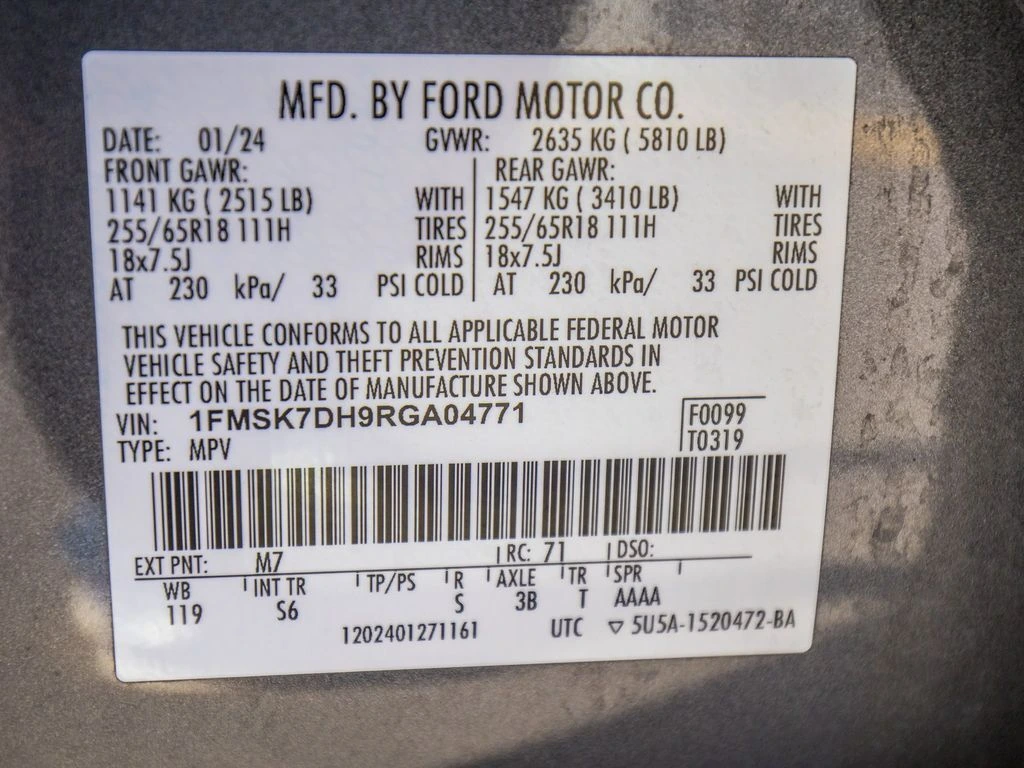 MFD. BY FORD MOTOR CO.
DATE: 01/24 GVWR: 2635 KG ( 5810 LB)
FRONT GAWR: REAR GAWR:
1141 KG ( 2515 LB) WITH 1547 KG ( 3410 LB) WITH
255/65R18 111H TIRES 255/65R18 111H TIRES
18x7.5J RIMS 18x7.5J RIMS
AT 230 kPa/ 33 PSI COLD AT 230 kPa/ 33 PSI COLD
THIS VEHICLE CONFORMS TO ALL APPLICABLE FEDERAL MOTOR
VEHICLE SAFETY AND THEFT PREVENTION STANDARDS IN
EFFECT ON THE DATE OF MANUFACTURE SHOWN ABOVE.
VIN: 1FMSK7DH9RGA04771 F0099
TYPE: MPV T0319
EXT PNT: M7 RC: 71 DSO:
WB INT TR TP/PS R AXLE TR SPR
119 S6 S 3B T AAAA
1202401271161 UTC ▽ 5U5A-1520472-BA